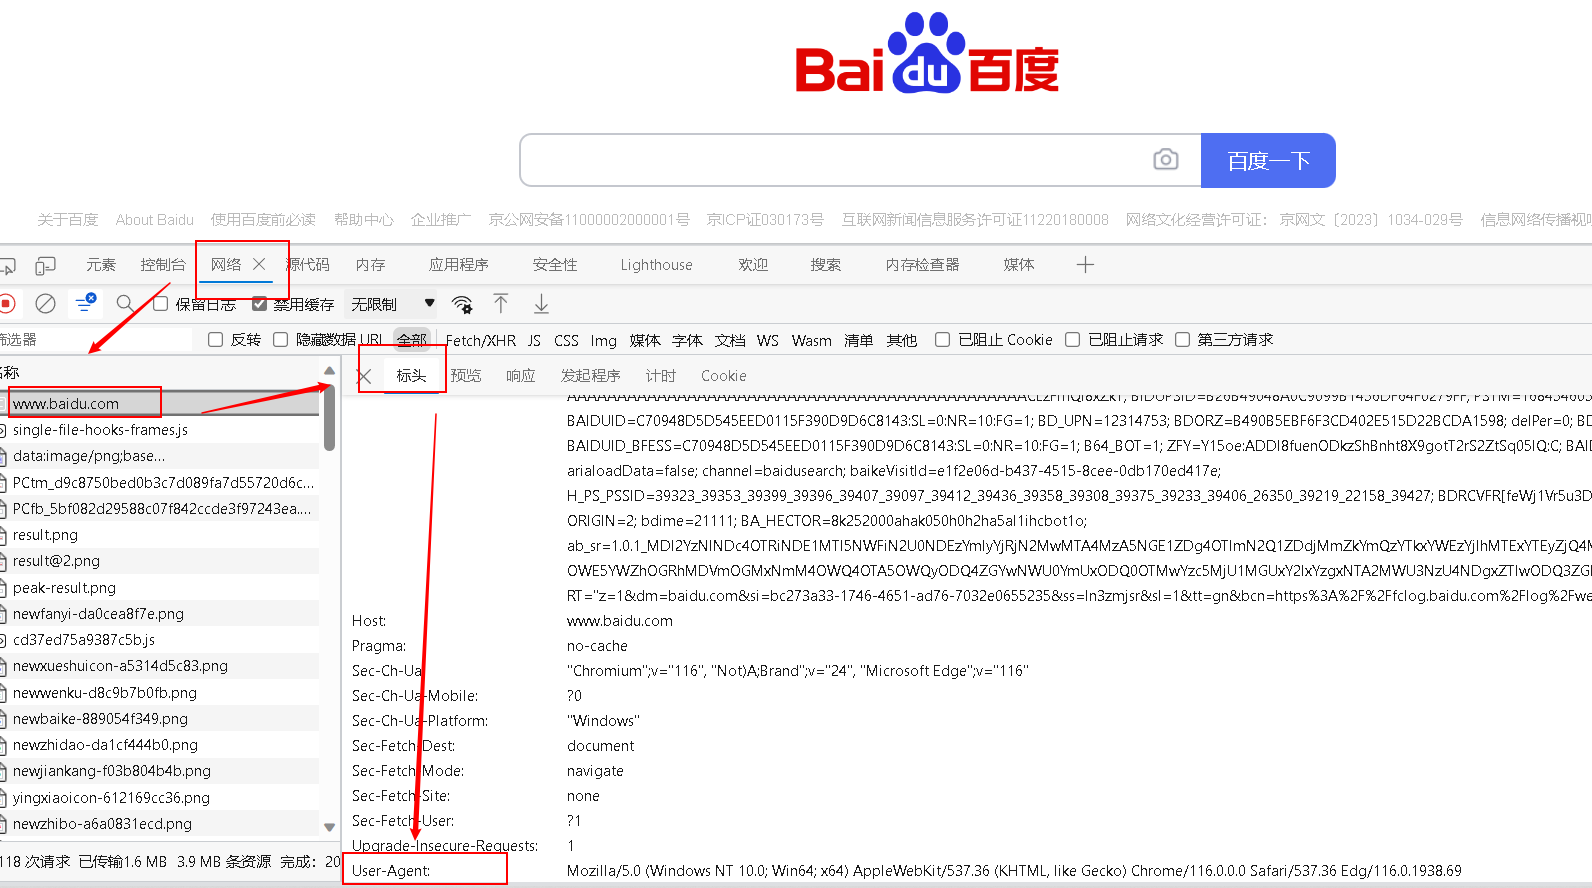 Bai du 百度
百度一下
关于百度 About Baidu 使用百度前必读 帮助中心 企业推广 京公网安备11000002000001号 京ICP证030173号 互联网新闻信息服务许可证11220180008 网络文化经营许可证： 京网文〔2023〕1034-029号 信息网络传播视
元素 控制台 网络 源代码 内存 应用程序 安全性 Lighthouse 欢迎 搜索 内存检查器 媒体
保留日志 禁用缓存 无限制
筛选器 反转 隐藏数据 URL 全部 Fetch/XHR JS CSS Img 媒体 字体 文档 WS Wasm 清单 其他 已阻止 Cookie 已阻止请求 第三方请求
名称
标头 预览 响应 发起程序 计时 Cookie
www.baidu.com
single-file-hooks-frames.js
data:image/png;base...
PCtm_d9c8750bed0b3c7d089fa7d55720d6c...
PCfb_5bf082d29588c07f842ccde3f97243ea....
result.png
result@2.png
peak-result.png
newfanyi-da0cea8f7e.png
cd37ed75a9387c5b.js
newxueshuicon-a5314d5c83.png
newwenku-d8c9b7b0fb.png
newbaike-889054f349.png
newzhidao-da1cf444b0.png
newjiankang-f03b804b4b.png
yingxiaoicon-612169cc36.png
newzhibo-a6a0831ecd.png
118 次请求 已传输1.6 MB 3.9 MB 条资源 完成： 20
BAIDUID=C70948D5D545EED0115F390D9D6C8143:SL=0:NR=10:FG=1; BD_UPN=12314753; BDORZ=B490B5EBF6F3CD402E515D22BCDA1598; delPer=0; BD
BAIDUID_BFESS=C70948D5D545EED0115F390D9D6C8143:SL=0:NR=10:FG=1; B64_BOT=1; ZFY=Y15oe:ADDI8fuenODkzShBnht8X9gotT2rS2ZtSq05IQ:C; BAID
arialoadData=false; channel=baidusearch; baikeVisitId=e1f2e06d-b437-4515-8cee-0db170ed417e;
H_PS_PSSID=39323_39353_39399_39396_39407_39097_39412_39436_39358_39308_39375_39233_39406_26350_39219_22158_39427; BDRCVFR[feWj1Vr5u3D
ORIGIN=2; bdime=21111; BA_HECTOR=8k252000ahak050h0h2ha5al1ihcbot1o;
RT="z=1&dm=baidu.com&si=bc273a33-1746-4651-ad76-7032e0655235&ss=ln3zmjsr&sl=1&tt=gn&bcn=https%3A%2F%2Ffclog.baidu.com%2Flog%2Fwe
Host: www.baidu.com
Pragma: no-cache
Sec-Ch-Ua: "Chromium";v="116", "Not)A;Brand";v="24", "Microsoft Edge";v="116"
Sec-Ch-Ua-Mobile: ?0
Sec-Ch-Ua-Platform: "Windows"
Sec-Fetch-Dest: document
Sec-Fetch-Mode: navigate
Sec-Fetch-Site: none
Sec-Fetch-User: ?1
Upgrade-Insecure-Requests: 1
User-Agent: Mozilla/5.0 (Windows NT 10.0; Win64; x64) AppleWebKit/537.36 (KHTML, like Gecko) Chrome/116.0.0.0 Safari/537.36 Edg/116.0.1938.69